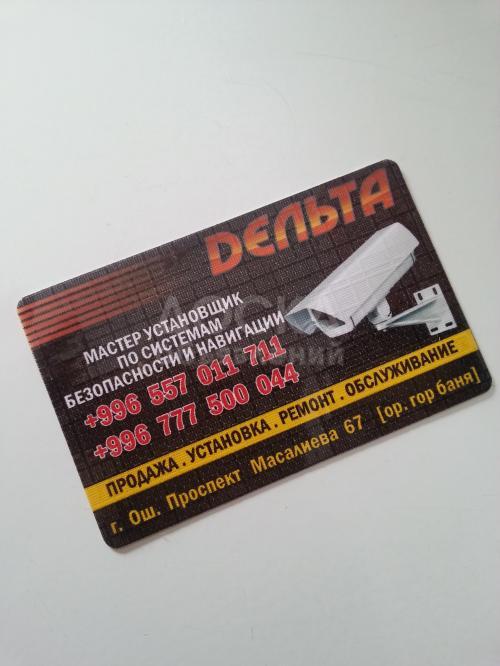 DЕЛЬТА
МАСТЕР УСТАНОВЩИК
ПО СИСТЕМАМ
БЕЗОПАСНОСТИ И НАВИГАЦИИ
+996 557 011 711
+996 777 500 044
ПРОДАЖА . УСТАНОВКА . РЕМОНТ . ОБСЛУЖИВАНИЕ
г. Ош. Проспект Масалиева 67 [ор. гор баня]